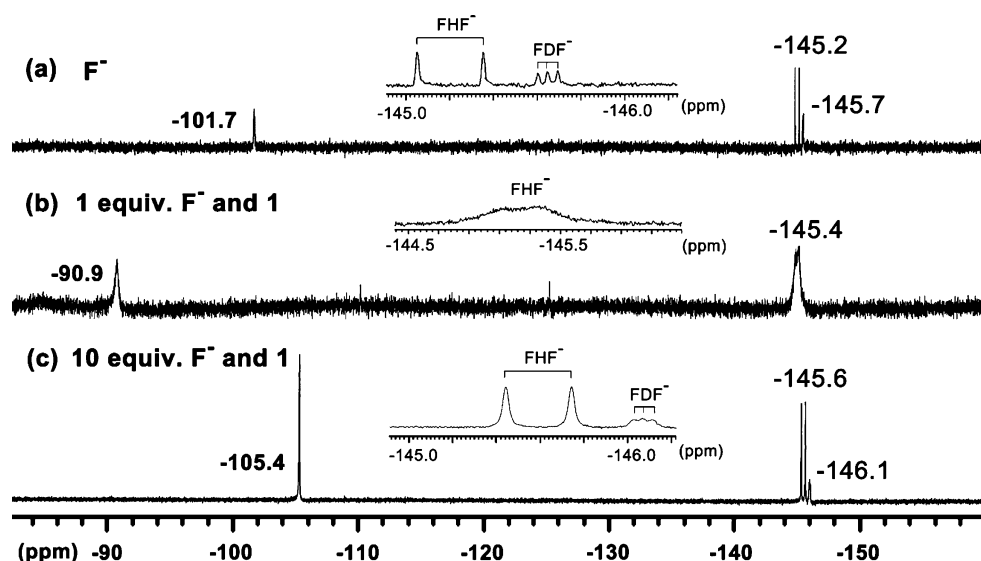 FHF⁻
FDF⁻
-145.2
(a) F⁻
-145.0
-146.0
(ppm)
-145.7
-101.7
(b) 1 equiv. F⁻ and 1
FHF⁻
-144.5
-145.5
(ppm)
-145.4
-90.9
(c) 10 equiv. F⁻ and 1
FHF⁻
FDF⁻
-145.6
-145.0
-146.0
(ppm)
-105.4
-146.1
(ppm) -90 -100 -110 -120 -130 -140 -150